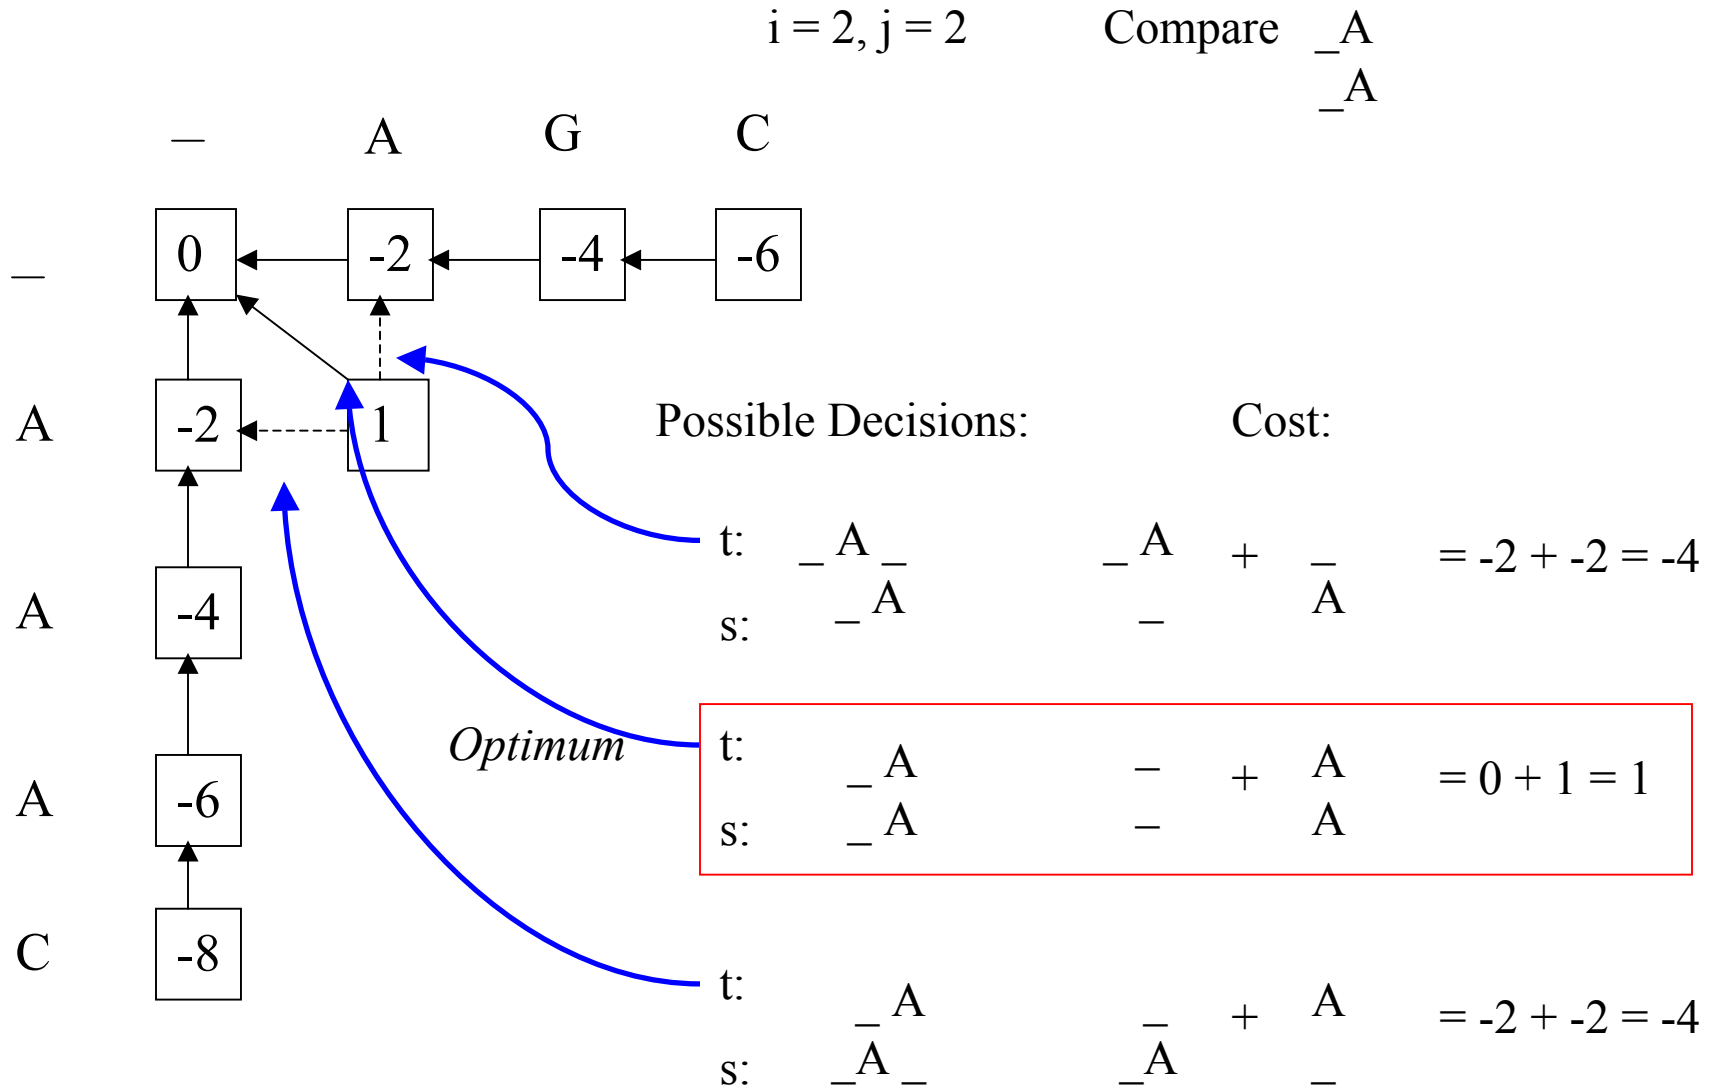 i = 2, j = 2 Compare _A
_A
_ A G C
_ 0 -2 -4 -6
A -2 1 Possible Decisions: Cost:
t: _ A _ _ A + _ = -2 + -2 = -4
s: _ A _ A
A -4
Optimum t: _ A _ + A = 0 + 1 = 1
s: _ A _ A
A -6
C -8
t: _ A _ + A = -2 + -2 = -4
s: _A _ _A _